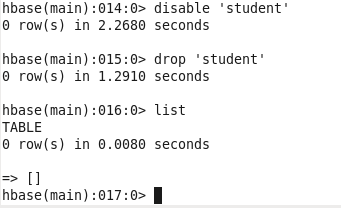 hbase(main):014:0> disable 'student'
0 row(s) in 2.2680 seconds

hbase(main):015:0> drop 'student'
0 row(s) in 1.2910 seconds

hbase(main):016:0> list
TABLE
0 row(s) in 0.0080 seconds

=> []
hbase(main):017:0>